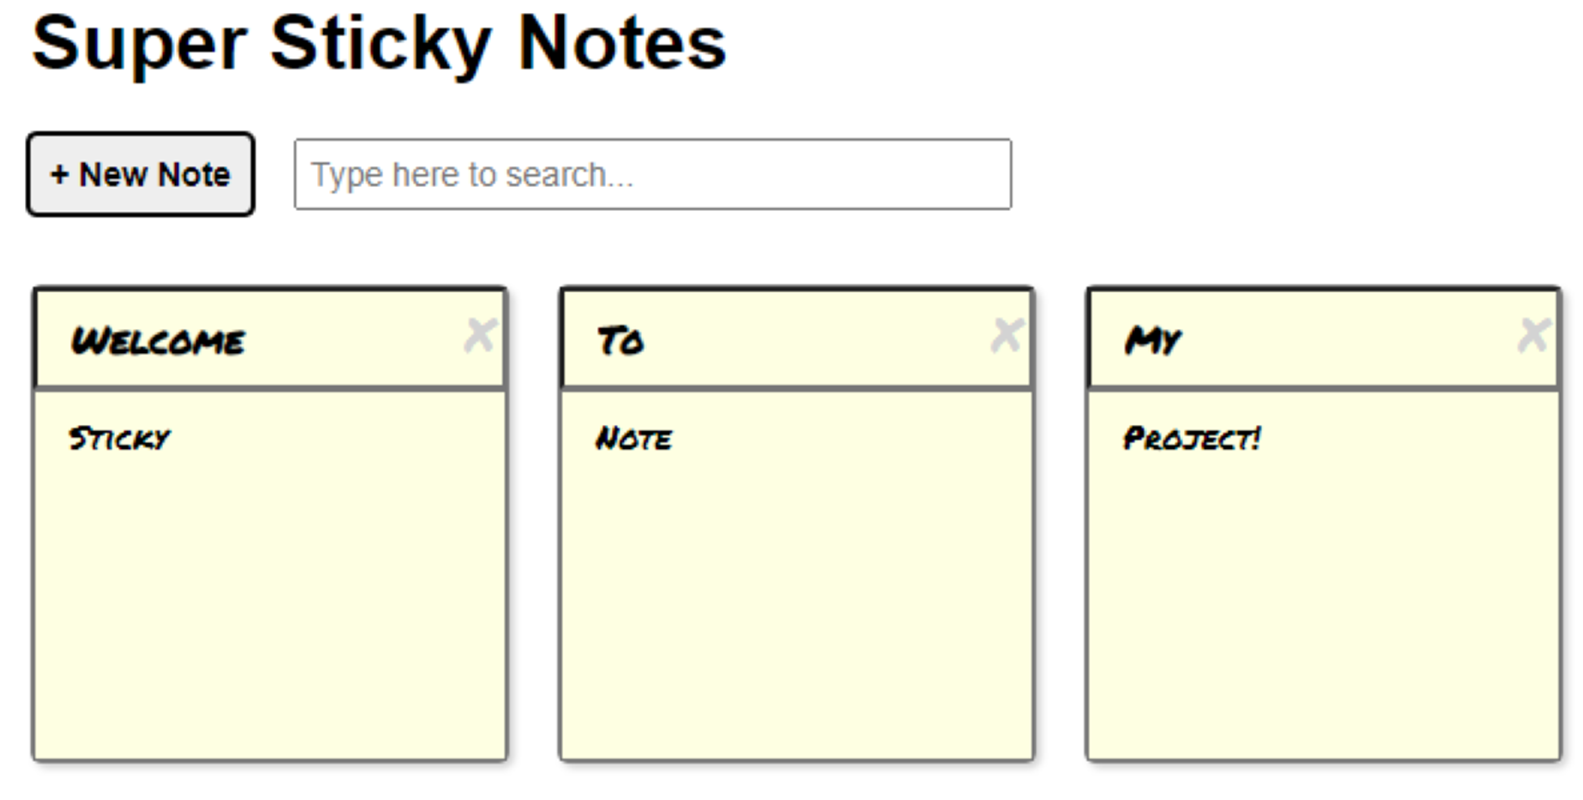 Super Sticky Notes
+ New Note
Type here to search...
Welcome
Sticky
To
Note
My
Project!